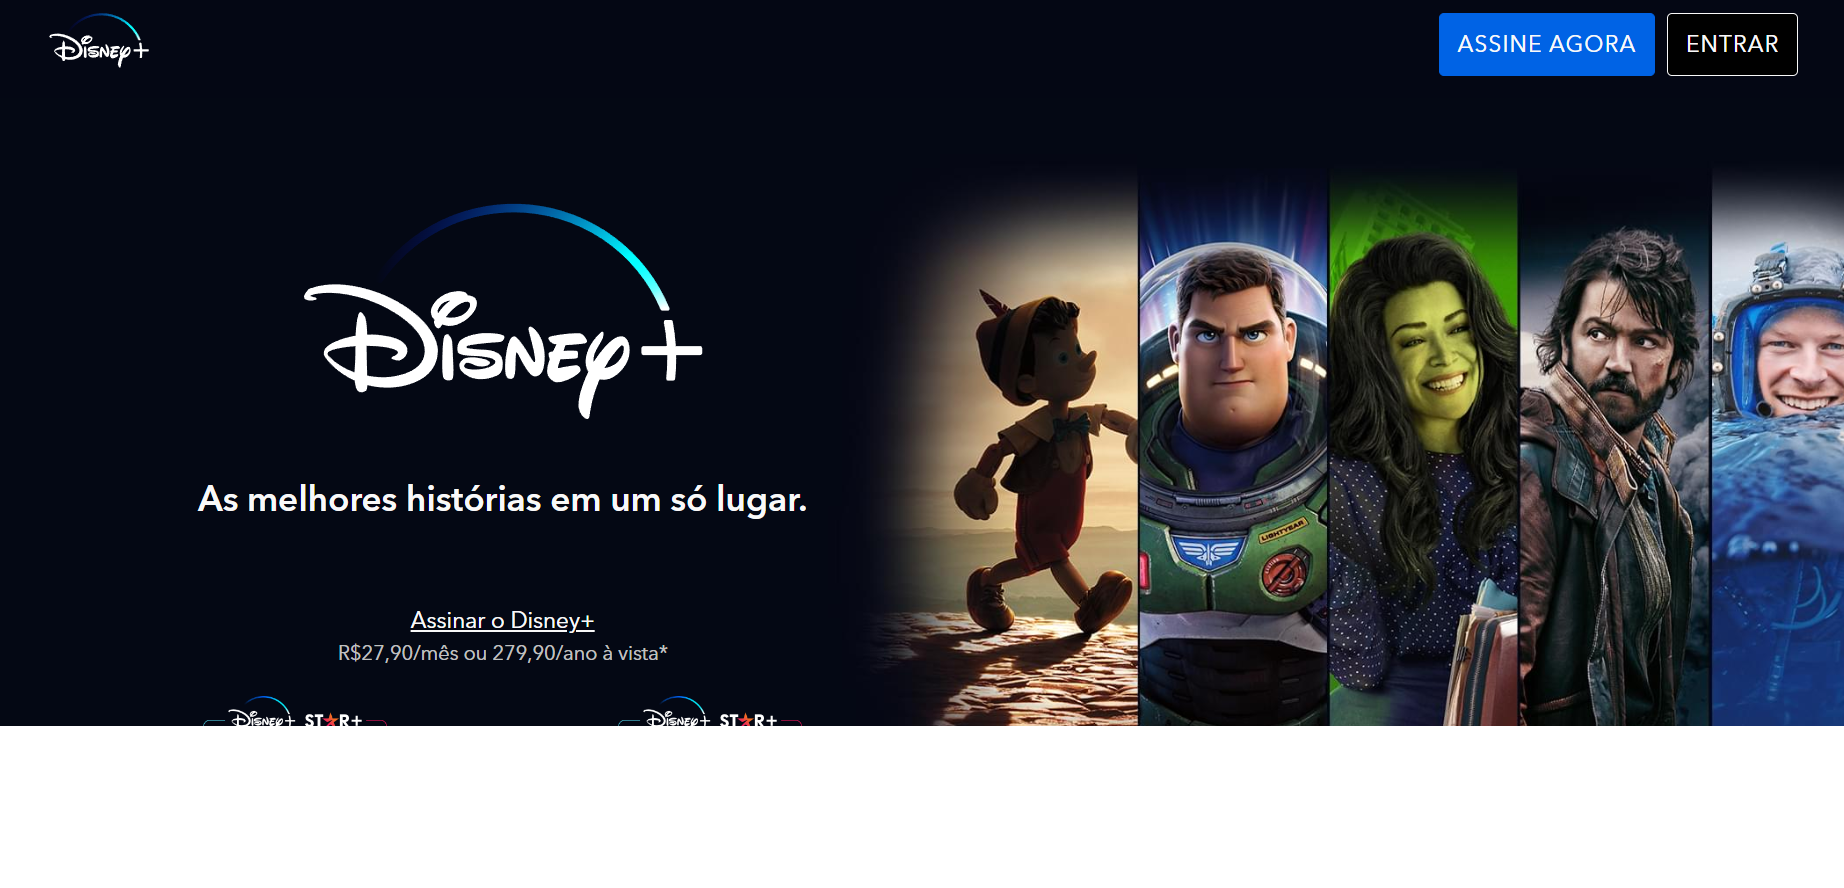 Disney+
ASSINE AGORA
ENTRAR
Disney+
As melhores histórias em um só lugar.
LIGHTYEAR
Assinar o Disney+
R$27,90/mês ou 279,90/ano à vista*
Disney+ STAR+
Disney+ STAR+